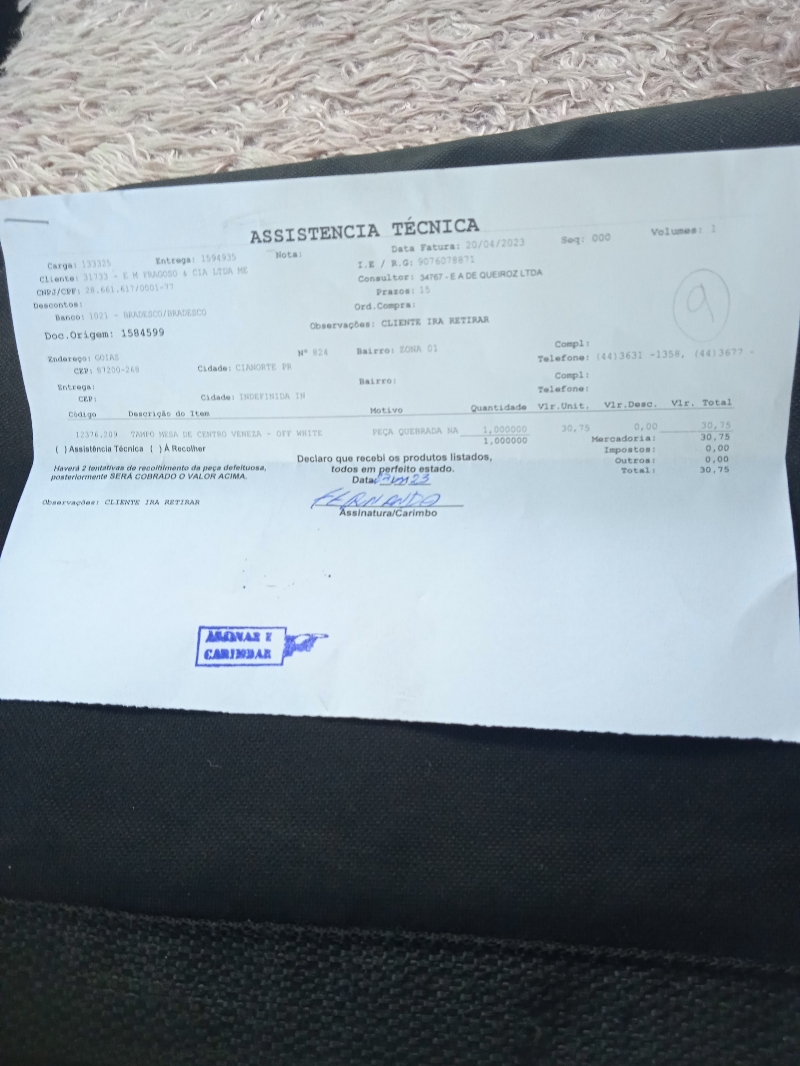 ASSISTENCIA TÉCNICA
Carga: 133325 Entrega: 1594935 Nota: Data Fatura: 20/04/2023 Seq: 000 Volumes: 1
Cliente: 31733 - E M FRAGOSO & CIA LTDA ME I.E / R.G: 9076078871
CNPJ/CPF: 28.661.617/0001-77 Consultor: 34767 - E A DE QUEIROZ LTDA
Descontos: Prazos: 15
Banco: 1021 - BRADESCO/BRADESCO Ord.Compra:
Doc.Origem: 1584599 Observações: CLIENTE IRA RETIRAR
Endereço: GOIAS Nº 824 Bairro: ZONA 01 Compl:
CEP: 87200-268 Cidade: CIANORTE PR Telefone: (44)3631 -1358, (44)3677 -
Entrega: Bairro: Compl:
CEP: Cidade: INDEFINIDA IN Telefone:
Código Descrição do Item Motivo Quantidade Vlr.Unit. Vlr.Desc. Vlr. Total
12376.209 TAMPO MESA DE CENTRO VENEZA - OFF WHITE PEÇA QUEBRADA NA 1,000000 30,75 0,00 30,75
( ) Assistência Técnica ( ) À Recolher 1,000000 Mercadoria: 30,75
Impostos: 0,00
Outros: 0,00
Total: 30,75
Haverá 2 tentativas de recolhimento da peça defeituosa,
posteriormente SERÁ COBRADO O VALOR ACIMA.
Declaro que recebi os produtos listados,
todos em perfeito estado.
Data:
FERNANDO
Assinatura/Carimbo
Observações: CLIENTE IRA RETIRAR
CARIMBAR